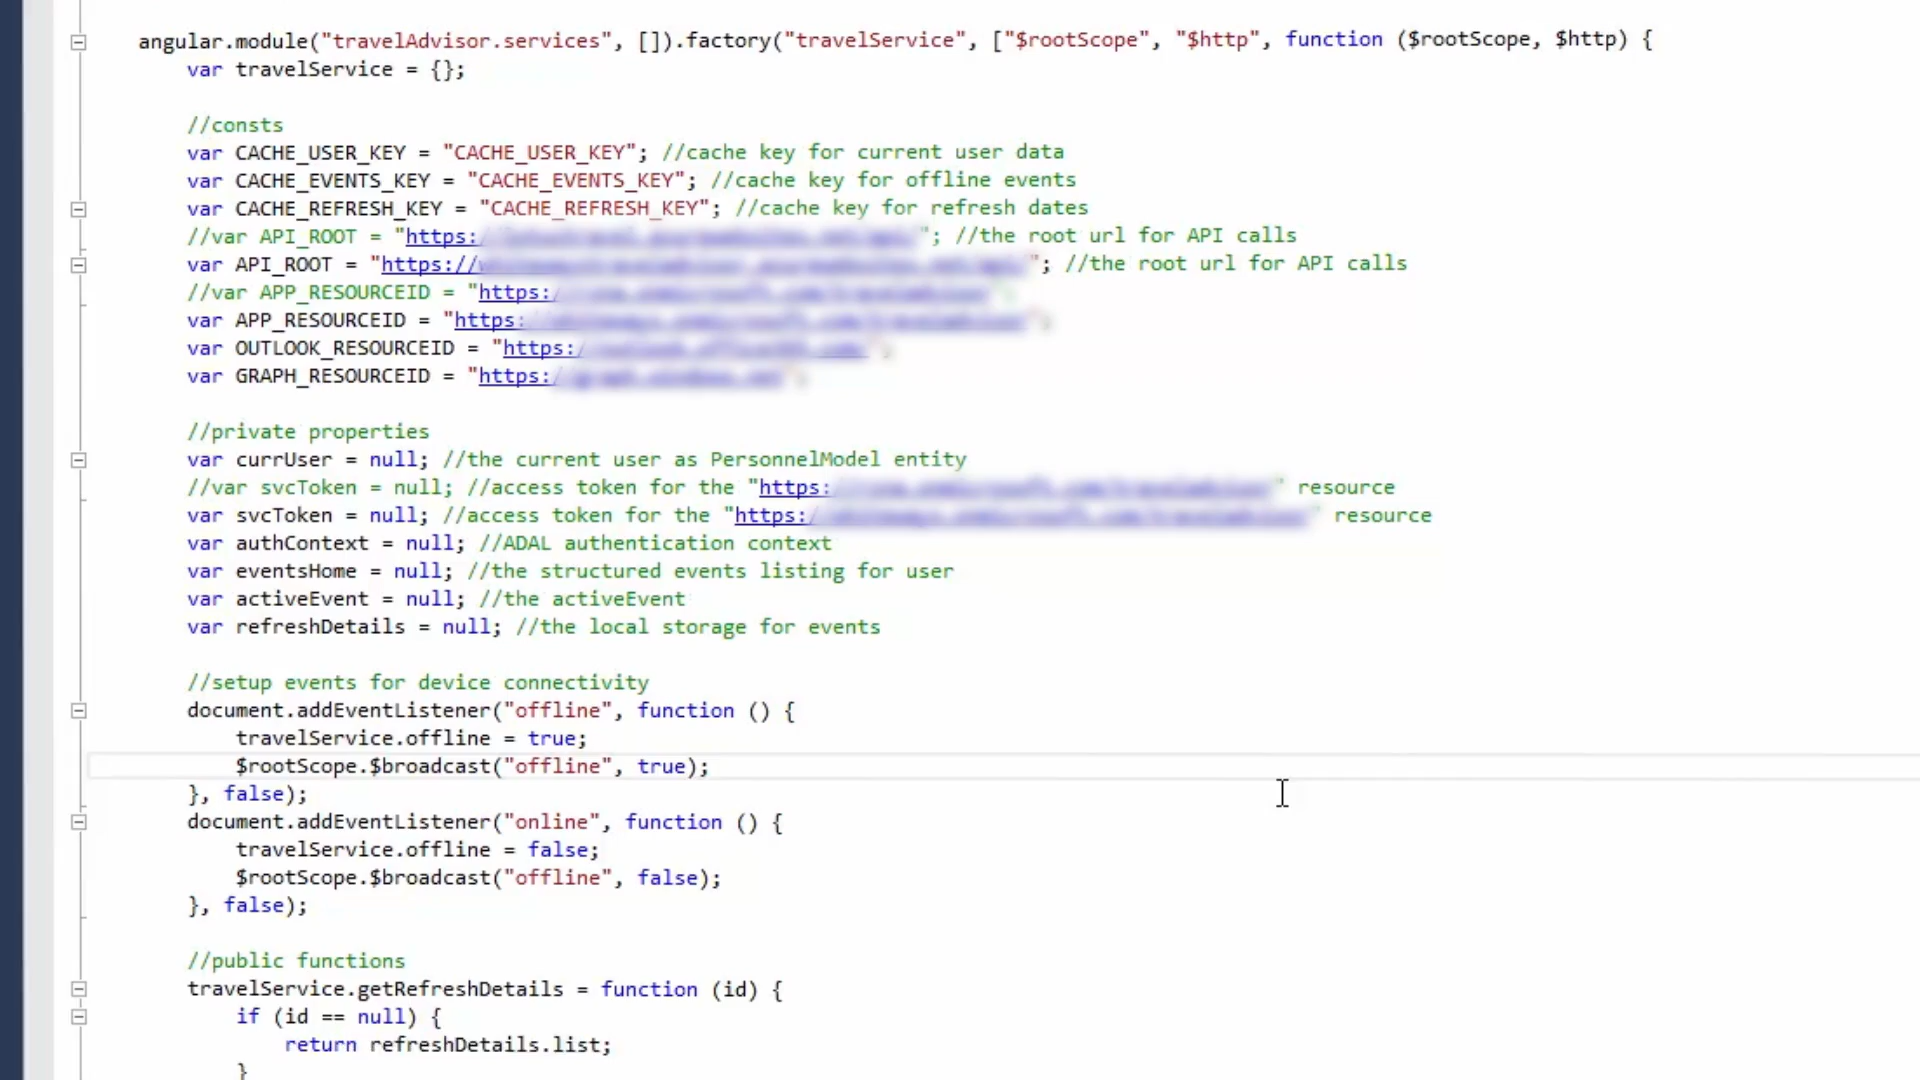 angular.module("travelAdvisor.services", []).factory("travelService", ["$rootScope", "$http", function ($rootScope, $http) {
var travelService = {};
//consts
var CACHE_USER_KEY = "CACHE_USER_KEY"; //cache key for current user data
var CACHE_EVENTS_KEY = "CACHE_EVENTS_KEY"; //cache key for offline events
var CACHE_REFRESH_KEY = "CACHE_REFRESH_KEY"; //cache key for refresh dates
//var API_ROOT = "https: "; //the root url for API calls
var API_ROOT = "https:// "; //the root url for API calls
//var APP_RESOURCEID = "https:
var APP_RESOURCEID = "https:
var OUTLOOK_RESOURCEID = "https:
var GRAPH_RESOURCEID = "https:
//private properties
var currUser = null; //the current user as PersonnelModel entity
//var svcToken = null; //access token for the "https: " resource
var svcToken = null; //access token for the "https: " resource
var authContext = null; //ADAL authentication context
var eventsHome = null; //the structured events listing for user
var activeEvent = null; //the activeEvent
var refreshDetails = null; //the local storage for events
//setup events for device connectivity
document.addEventListener("offline", function () {
travelService.offline = true;
$rootScope.$broadcast("offline", true);
}, false);
document.addEventListener("online", function () {
travelService.offline = false;
$rootScope.$broadcast("offline", false);
}, false);
//public functions
travelService.getRefreshDetails = function (id) {
if (id == null) {
return refreshDetails.list;
}